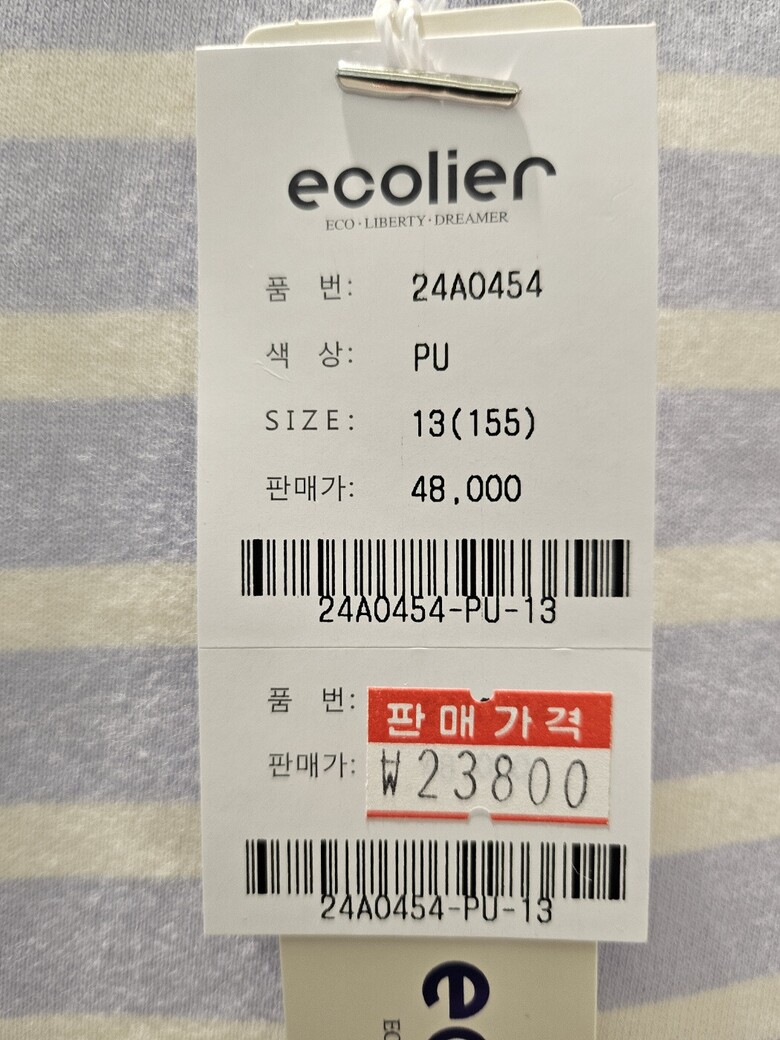 ecolier
ECO·LIBERTY·DREAMER
품 번: 24A0454
색 상: PU
SIZE: 13(155)
판매가: 48,000
24A0454-PU-13
품 번:
판매가격
판매가: ₩23800
24A0454-PU-13